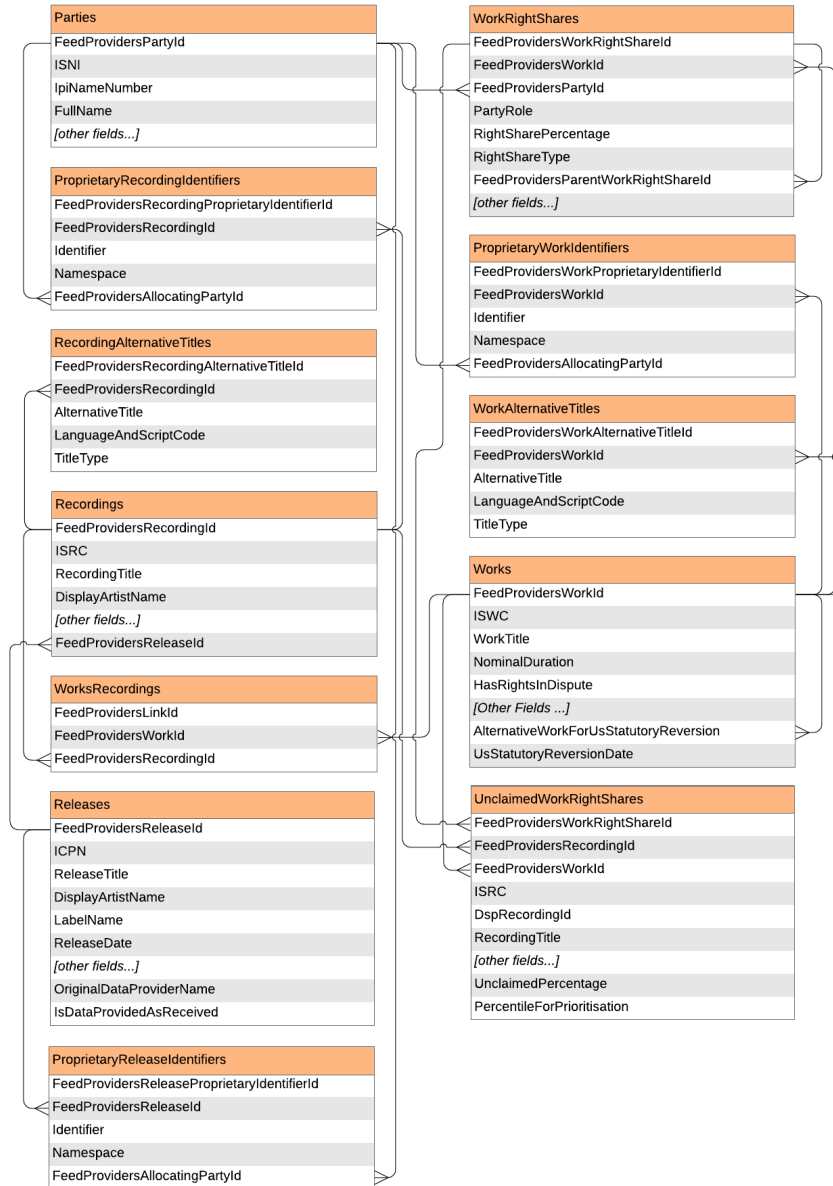 Parties
FeedProvidersPartyId
ISNI
IpiNameNumber
FullName
[other fields...]
ProprietaryRecordingIdentifiers
FeedProvidersRecordingProprietaryIdentifierId
FeedProvidersRecordingId
Identifier
Namespace
FeedProvidersAllocatingPartyId
RecordingAlternativeTitles
FeedProvidersRecordingAlternativeTitleId
FeedProvidersRecordingId
AlternativeTitle
LanguageAndScriptCode
TitleType
Recordings
FeedProvidersRecordingId
ISRC
RecordingTitle
DisplayArtistName
[other fields...]
FeedProvidersReleaseId
WorksRecordings
FeedProvidersLinkId
FeedProvidersWorkId
FeedProvidersRecordingId
Releases
FeedProvidersReleaseId
ICPN
ReleaseTitle
DisplayArtistName
LabelName
ReleaseDate
[other fields...]
OriginalDataProviderName
IsDataProvidedAsReceived
ProprietaryReleaseIdentifiers
FeedProvidersReleaseProprietaryIdentifierId
FeedProvidersReleaseId
Identifier
Namespace
FeedProvidersAllocatingPartyId
WorkRightShares
FeedProvidersWorkRightShareId
FeedProvidersWorkId
FeedProvidersPartyId
PartyRole
RightSharePercentage
RightShareType
FeedProvidersParentWorkRightShareId
[other fields...]
ProprietaryWorkIdentifiers
FeedProvidersWorkProprietaryIdentifierId
FeedProvidersWorkId
Identifier
Namespace
FeedProvidersAllocatingPartyId
WorkAlternativeTitles
FeedProvidersWorkAlternativeTitleId
FeedProvidersWorkId
AlternativeTitle
LanguageAndScriptCode
TitleType
Works
FeedProvidersWorkId
ISWC
WorkTitle
NominalDuration
HasRightsInDispute
[Other Fields ...]
AlternativeWorkForUsStatutoryReversion
UsStatutoryReversionDate
UnclaimedWorkRightShares
FeedProvidersWorkRightShareId
FeedProvidersRecordingId
FeedProvidersWorkId
ISRC
DspRecordingId
RecordingTitle
[other fields...]
UnclaimedPercentage
PercentileForPrioritisation